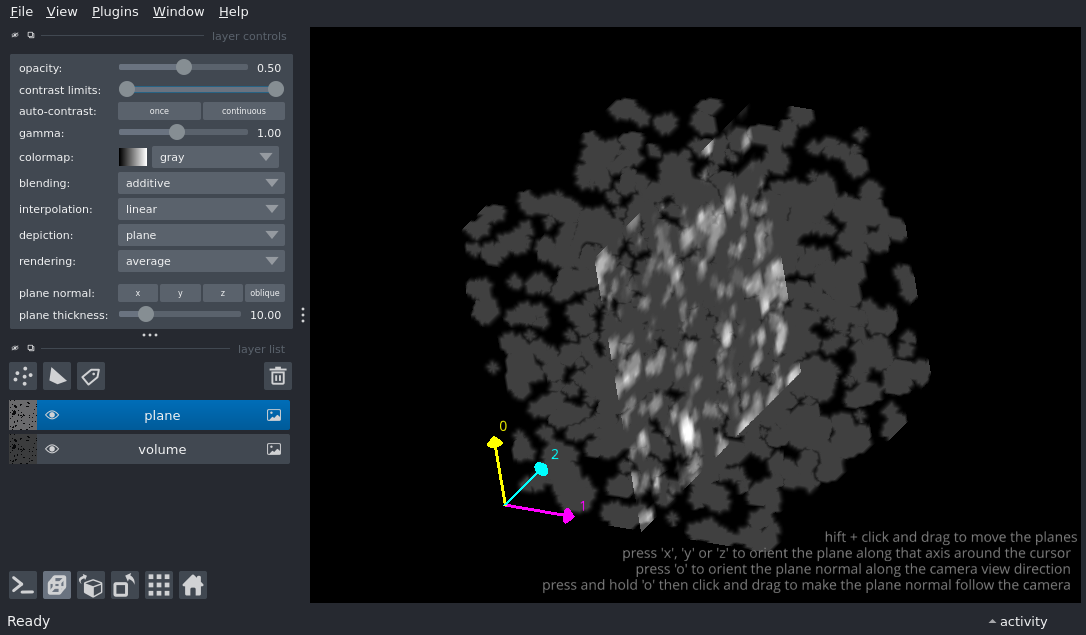 File View Plugins Window Help
layer controls
opacity: 0.50
contrast limits:
auto-contrast: once continuous
gamma: 1.00
colormap: gray
blending: additive
interpolation: linear
depiction: plane
rendering: average
plane normal: x y z oblique
plane thickness: 10.00
layer list
plane
volume
0
2
1
hift + click and drag to move the planes
press 'x', 'y' or 'z' to orient the plane along that axis around the cursor
press 'o' to orient the plane normal along the camera view direction
press and hold 'o' then click and drag to make the plane normal follow the camera
Ready
activity